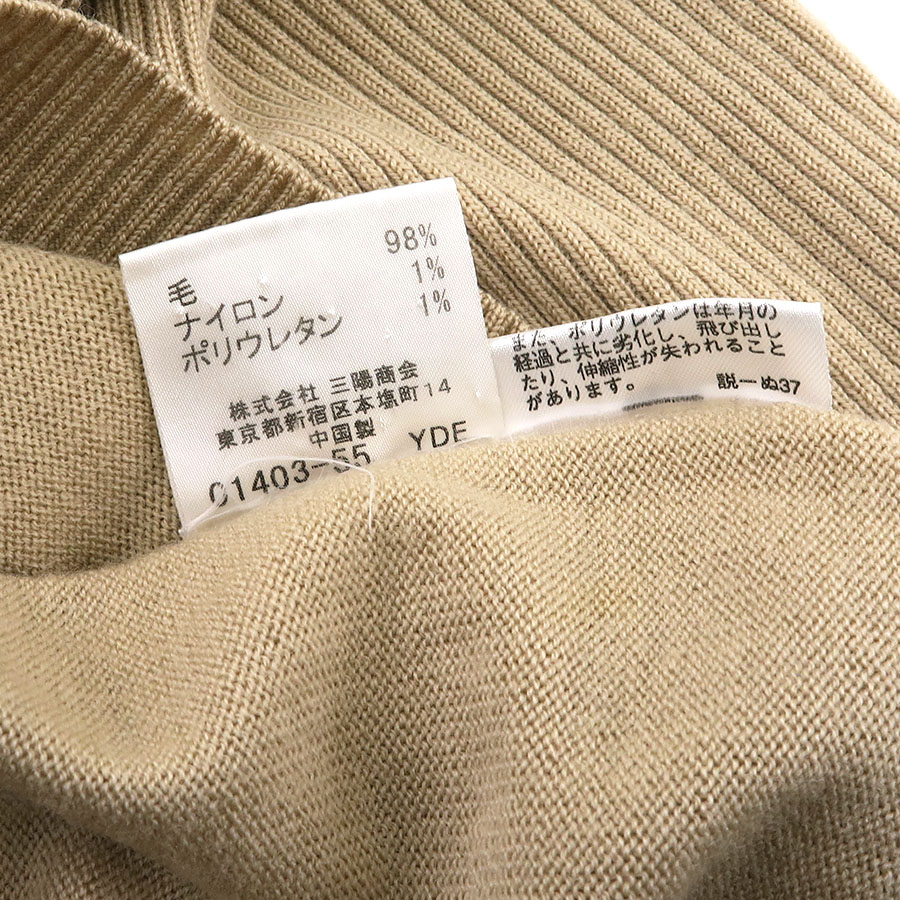 毛 98%
ナイロン 1%
ポリウレタン 1%
株式会社 三陽商会
東京都新宿区本塩町14
中国製
C1403-55 YDE
また、ポリウレタンは年月の
経過と共に劣化し、飛び出し
たり、伸縮性が失われること
があります。 説ーぬ37